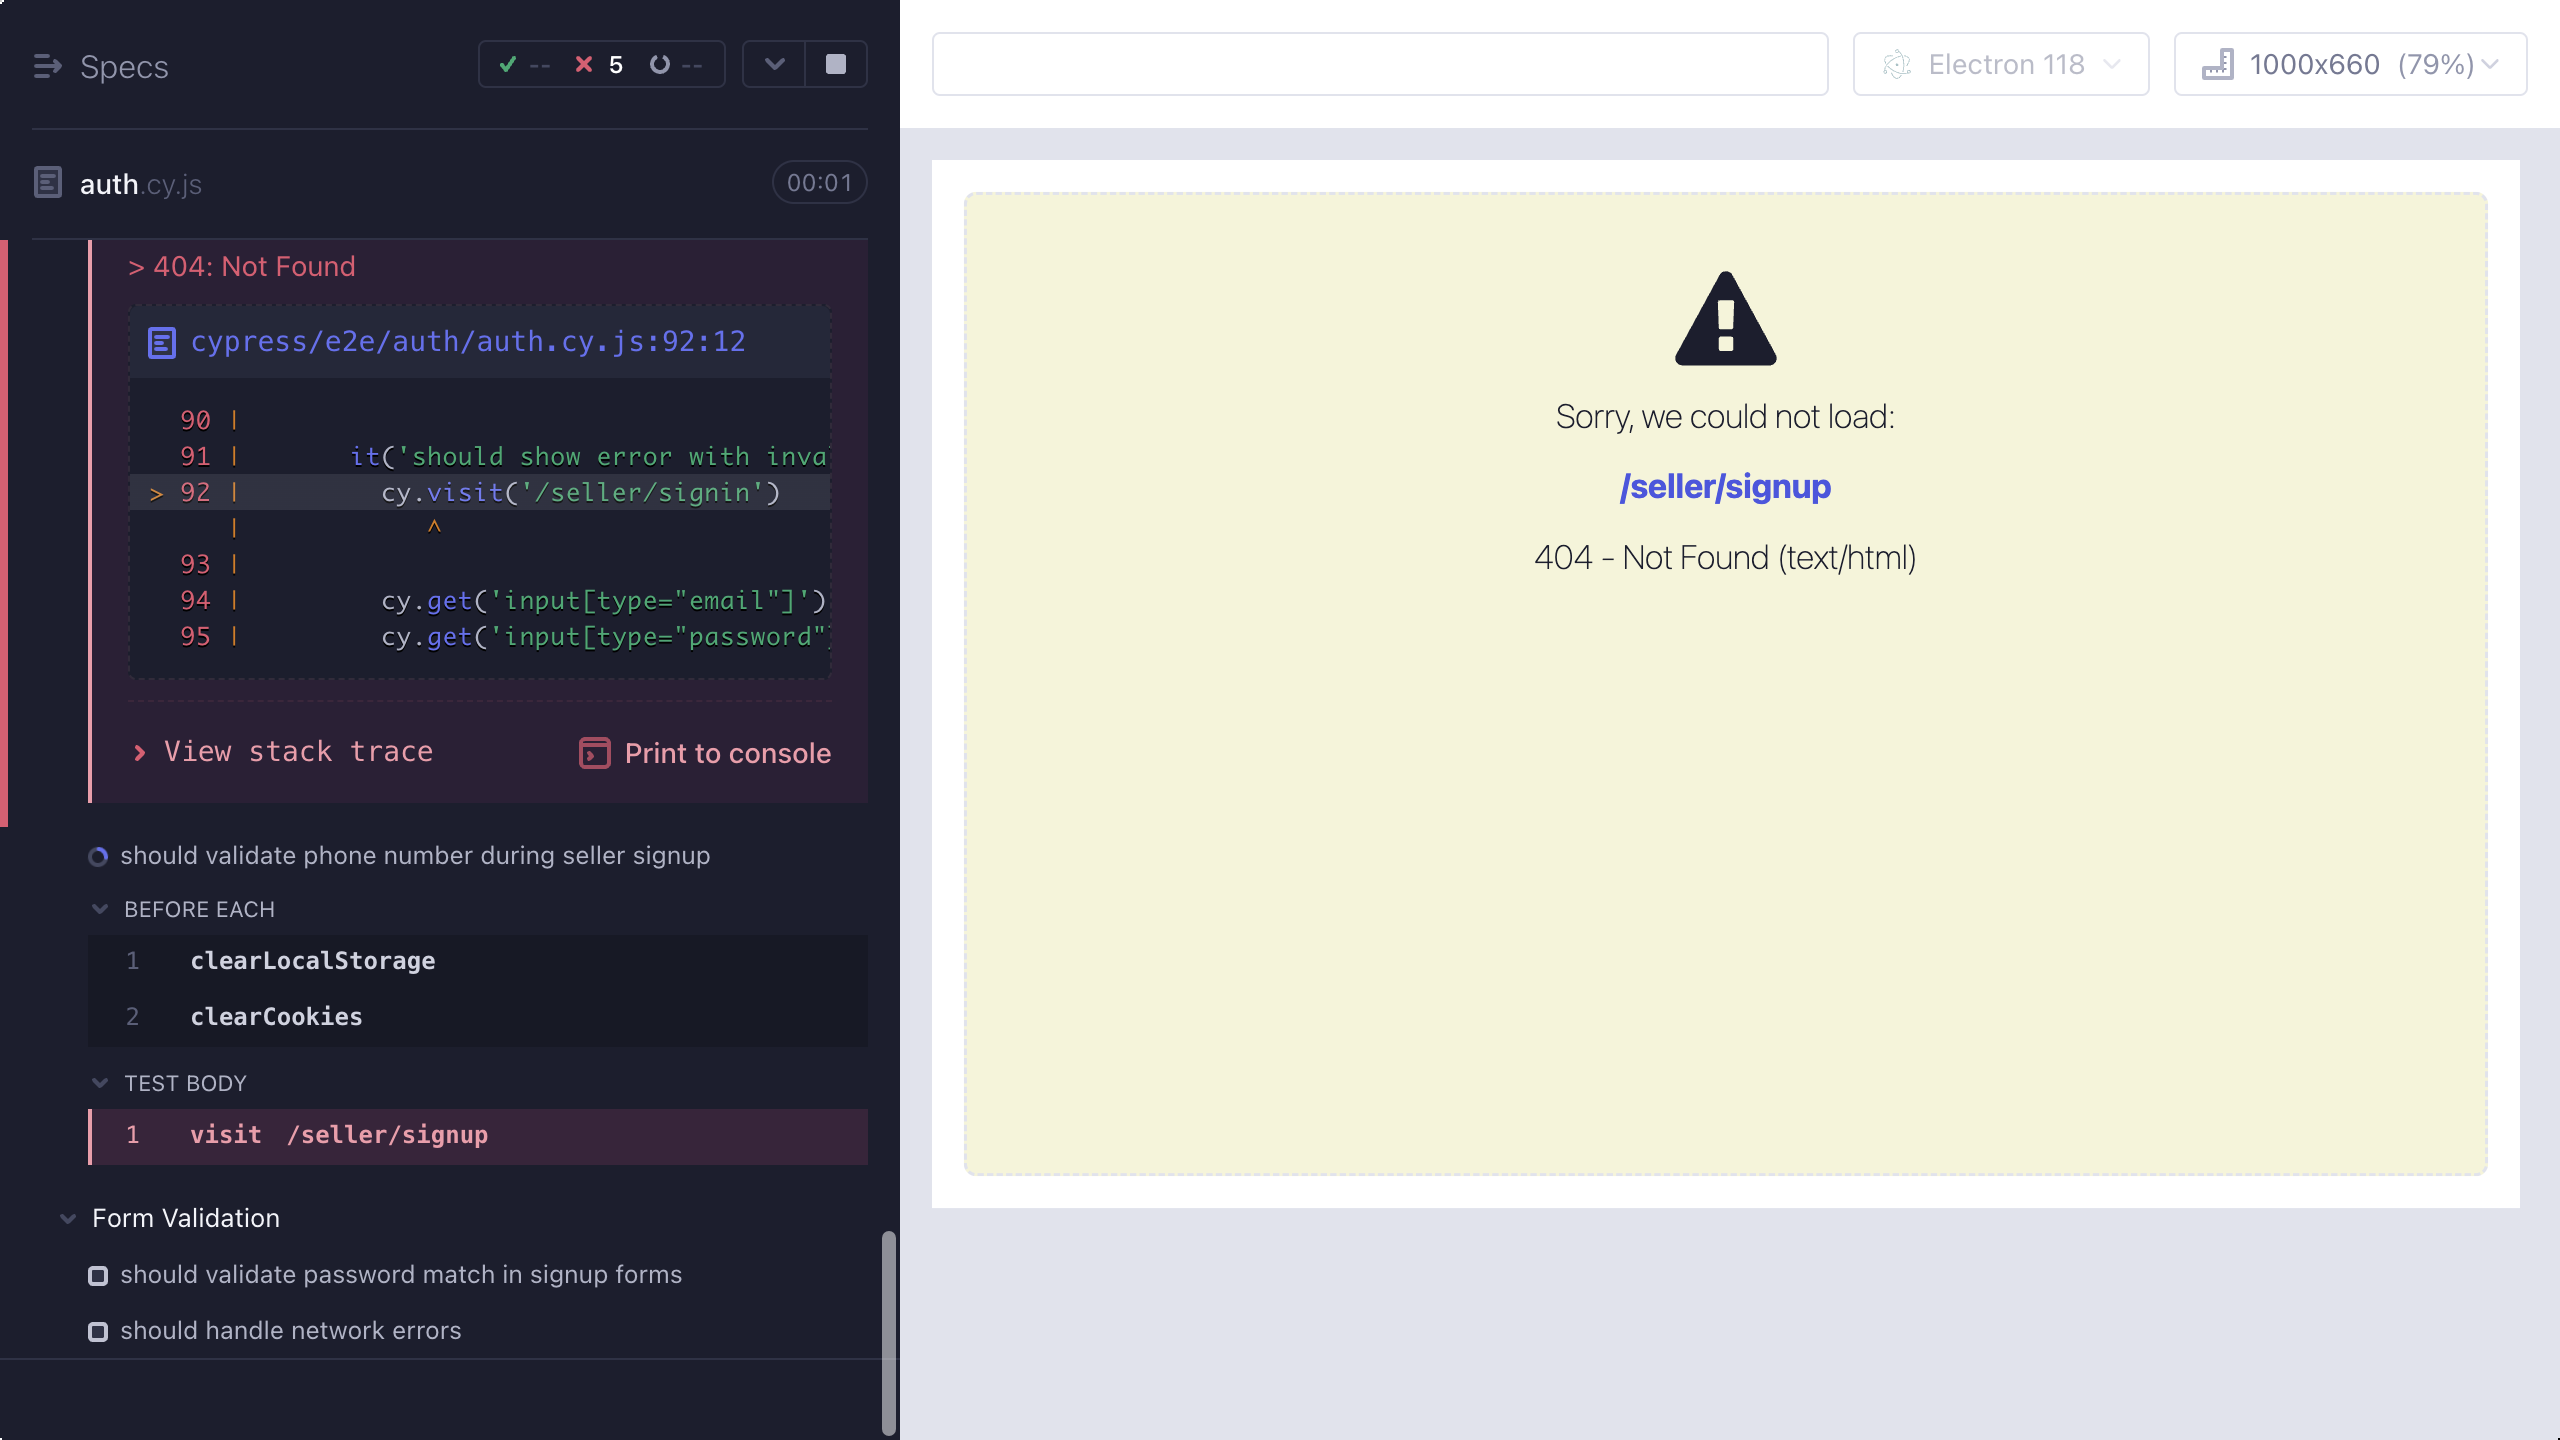 Specs
-- 5 --
auth.cy.js
00:01
> 404: Not Found
cypress/e2e/auth/auth.cy.js:92:12
90 |
91 | it('should show error with inva
> 92 | cy.visit('/seller/signin')
| ^
93 |
94 | cy.get('input[type="email"]')
95 | cy.get('input[type="password"]
View stack trace
Print to console
should validate phone number during seller signup
BEFORE EACH
1 clearLocalStorage
2 clearCookies
TEST BODY
1 visit /seller/signup
Form Validation
should validate password match in signup forms
should handle network errors
Electron 118
1000x660 (79%)
Sorry, we could not load:
/seller/signup
404 - Not Found (text/html)